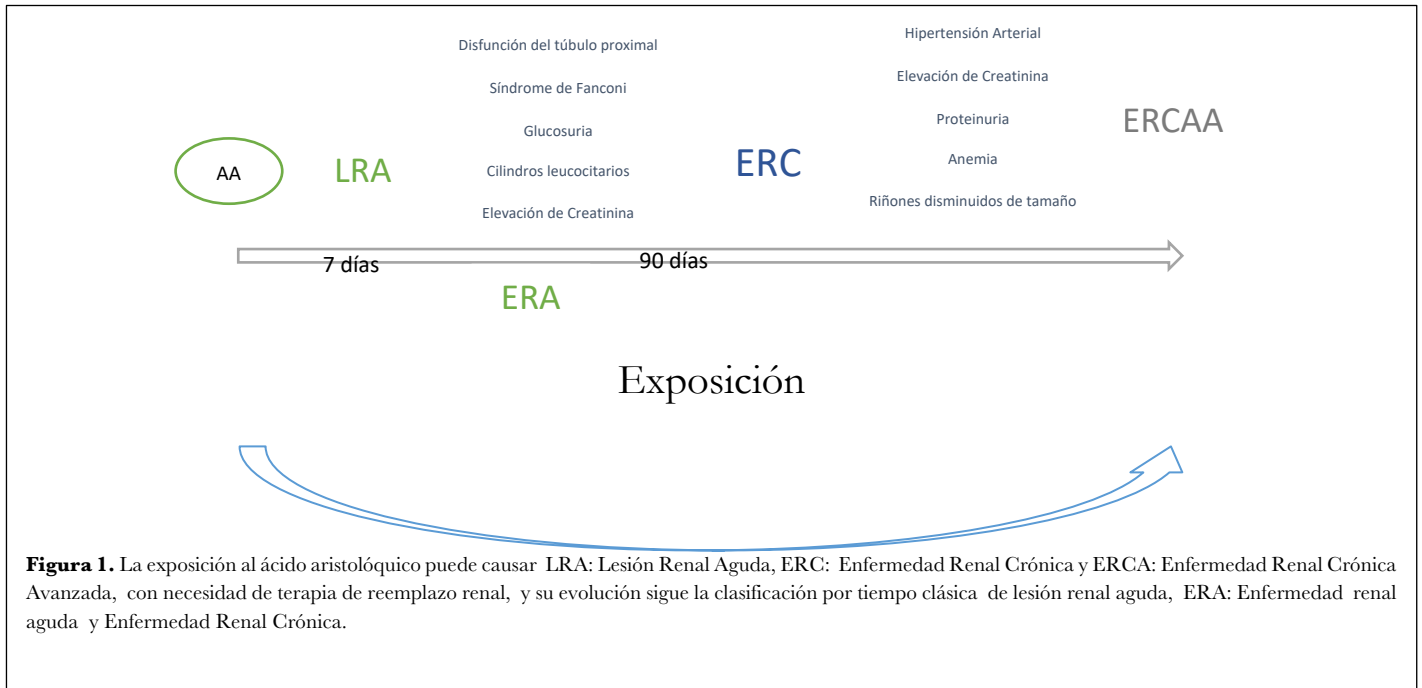 Disfunción del túbulo proximal
Síndrome de Fanconi
Glucosuria
Cilindros leucocitarios
Elevación de Creatinina
Hipertensión Arterial
Elevación de Creatinina
Proteinuria
Anemia
Riñones disminuidos de tamaño
AA
LRA
ERC
ERCAA
7 días
90 días
ERA
Exposición
Figura 1. La exposición al ácido aristolóquico puede causar LRA: Lesión Renal Aguda, ERC: Enfermedad Renal Crónica y ERCA: Enfermedad Renal Crónica
Avanzada, con necesidad de terapia de reemplazo renal, y su evolución sigue la clasificación por tiempo clásica de lesión renal aguda, ERA: Enfermedad renal
aguda y Enfermedad Renal Crónica.